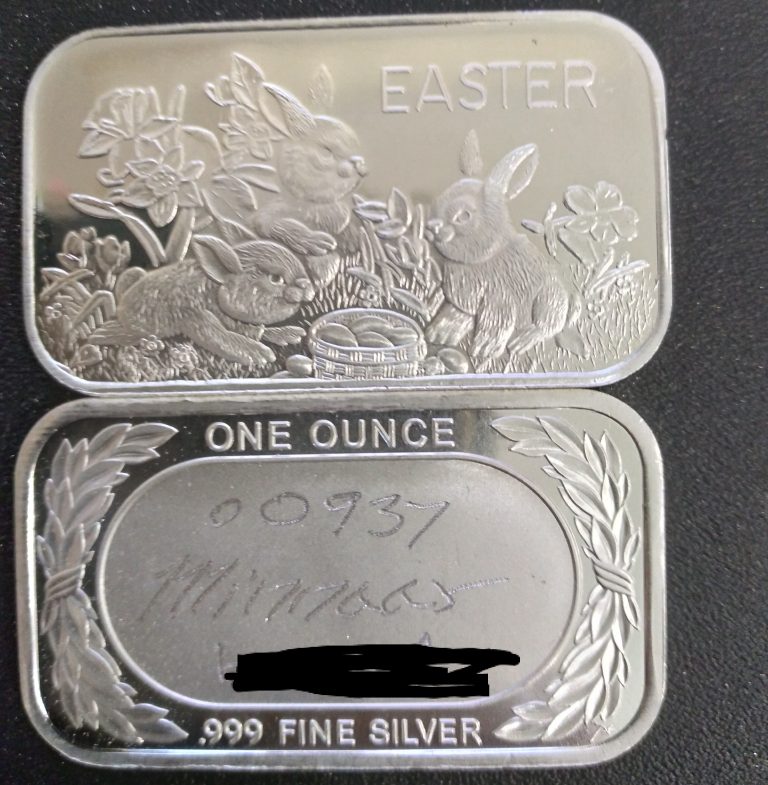 EASTER
ONE OUNCE
00937
.999 FINE SILVER